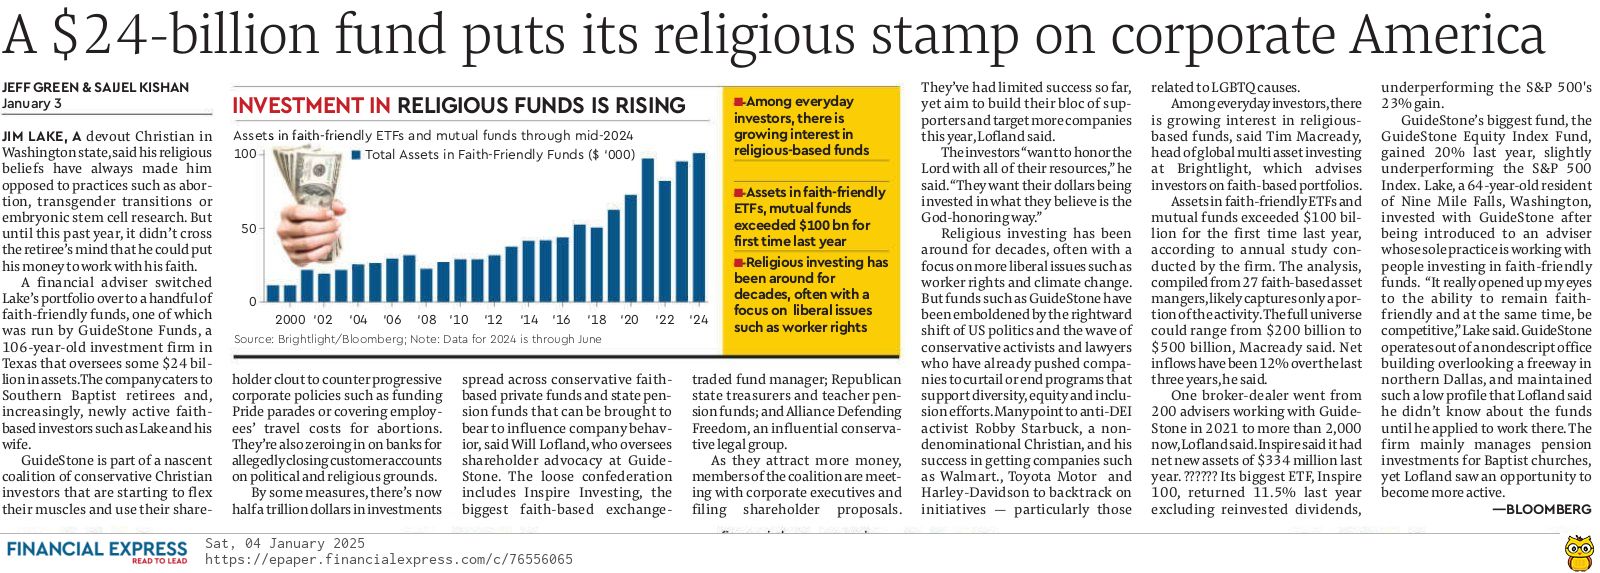 A $24-billion fund puts its religious stamp on corporate America
JEFF GREEN & SAIJEL KISHAN
January 3
JIM LAKE, A devout Christian in
Washington state, said his religious
beliefs have always made him
opposed to practices such as abor-
tion, transgender transitions or
embryonic stem cell research. But
until this past year, it didn't cross
the retiree's mind that he could put
his money to work with his faith.
A financial adviser switched
Lake's portfolio over to a handful of
faith-friendly funds, one of which
was run by GuideStone Funds, a
106-year-old investment firm in
Texas that oversees some $24 bil-
lion in assets. The company caters to
Southern Baptist retirees and,
increasingly, newly active faith-
based investors such as Lake and his
wife.
GuideStone is part of a nascent
coalition of conservative Christian
investors that are starting to flex
their muscles and use their share-
INVESTMENT IN RELIGIOUS FUNDS IS RISING
Assets in faith-friendly ETFs and mutual funds through mid-2024
Total Assets in Faith-Friendly Funds ($ '000)
100
50
0
2000 '02 '04 '06 '08 '10 '12 '14 '16 '18 '20 '22 '24
Source: Brightlight/Bloomberg; Note: Data for 2024 is through June
Among everyday
investors, there is
growing interest in
religious-based funds
Assets in faith-friendly
ETFs, mutual funds
exceeded $100 bn for
first time last year
Religious investing has
been around for
decades, often with a
focus on liberal issues
such as worker rights
holder clout to counter progressive
corporate policies such as funding
Pride parades or covering employ-
ees' travel costs for abortions.
They're also zeroing in on banks for
allegedly closing customer accounts
on political and religious grounds.
By some measures, there's now
half a trillion dollars in investments
spread across conservative faith-
based private funds and state pen-
sion funds that can be brought to
bear to influence company behav-
ior, said Will Lofland, who oversees
shareholder advocacy at Guide-
Stone. The loose confederation
includes Inspire Investing, the
biggest faith-based exchange-
traded fund manager; Republican
state treasurers and teacher pen-
sion funds; and Alliance Defending
Freedom, an influential conserva-
tive legal group.
As they attract more money,
members of the coalition are meet-
ing with corporate executives and
filing shareholder proposals.
They've had limited success so far,
yet aim to build their bloc of sup-
porters and target more companies
this year, Lofland said.
The investors "want to honor the
Lord with all of their resources," he
said. "They want their dollars being
invested in what they believe is the
God-honoring way."
Religious investing has been
around for decades, often with a
focus on more liberal issues such as
worker rights and climate change.
But funds such as GuideStone have
been emboldened by the rightward
shift of US politics and the wave of
conservative activists and lawyers
who have already pushed compa-
nies to curtail or end programs that
support diversity, equity and inclu-
sion efforts. Many point to anti-DEI
activist Robby Starbuck, a non-
denominational Christian, and his
success in getting companies such
as Walmart., Toyota Motor and
Harley-Davidson to backtrack on
initiatives — particularly those
related to LGBTQ causes.
Among everyday investors, there
is growing interest in religious-
based funds, said Tim Macready,
head of global multi asset investing
at Brightlight, which advises
investors on faith-based portfolios.
Assets in faith-friendly ETFs and
mutual funds exceeded $100 bil-
lion for the first time last year,
according to annual study con-
ducted by the firm. The analysis,
compiled from 27 faith-based asset
mangers, likely captures only a por-
tion of the activity. The full universe
could range from $200 billion to
$500 billion, Macready said. Net
inflows have been 12% over the last
three years, he said.
One broker-dealer went from
200 advisers working with Guide-
Stone in 2021 to more than 2,000
now, Lofland said. Inspire said it had
net new assets of $334 million last
year. ?????? Its biggest ETF, Inspire
100, returned 11.5% last year
excluding reinvested dividends,
underperforming the S&P 500's
23% gain.
GuideStone's biggest fund, the
GuideStone Equity Index Fund,
gained 20% last year, slightly
underperforming the S&P 500
Index. Lake, a 64-year-old resident
of Nine Mile Falls, Washington,
invested with GuideStone after
being introduced to an adviser
whose sole practice is working with
people investing in faith-friendly
funds. "It really opened up my eyes
to the ability to remain faith-
friendly and at the same time, be
competitive," Lake said. GuideStone
operates out of a nondescript office
building overlooking a freeway in
northern Dallas, and maintained
such a low profile that Lofland said
he didn't know about the funds
until he applied to work there. The
firm mainly manages pension
investments for Baptist churches,
yet Lofland saw an opportunity to
become more active.
—BLOOMBERG
FINANCIAL EXPRESS
READ TO LEAD
Sat, 04 January 2025
https://epaper.financialexpress.com/c/76556065